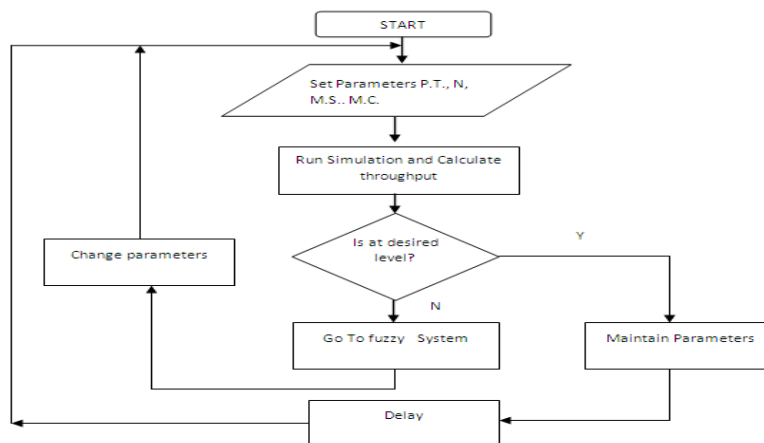 START
Set Parameters P.T., N,
M.S.. M.C.
Run Simulation and Calculate
throughput
Is at desired
level?
Y
Change parameters
N
Go To fuzzy System
Maintain Parameters
Delay